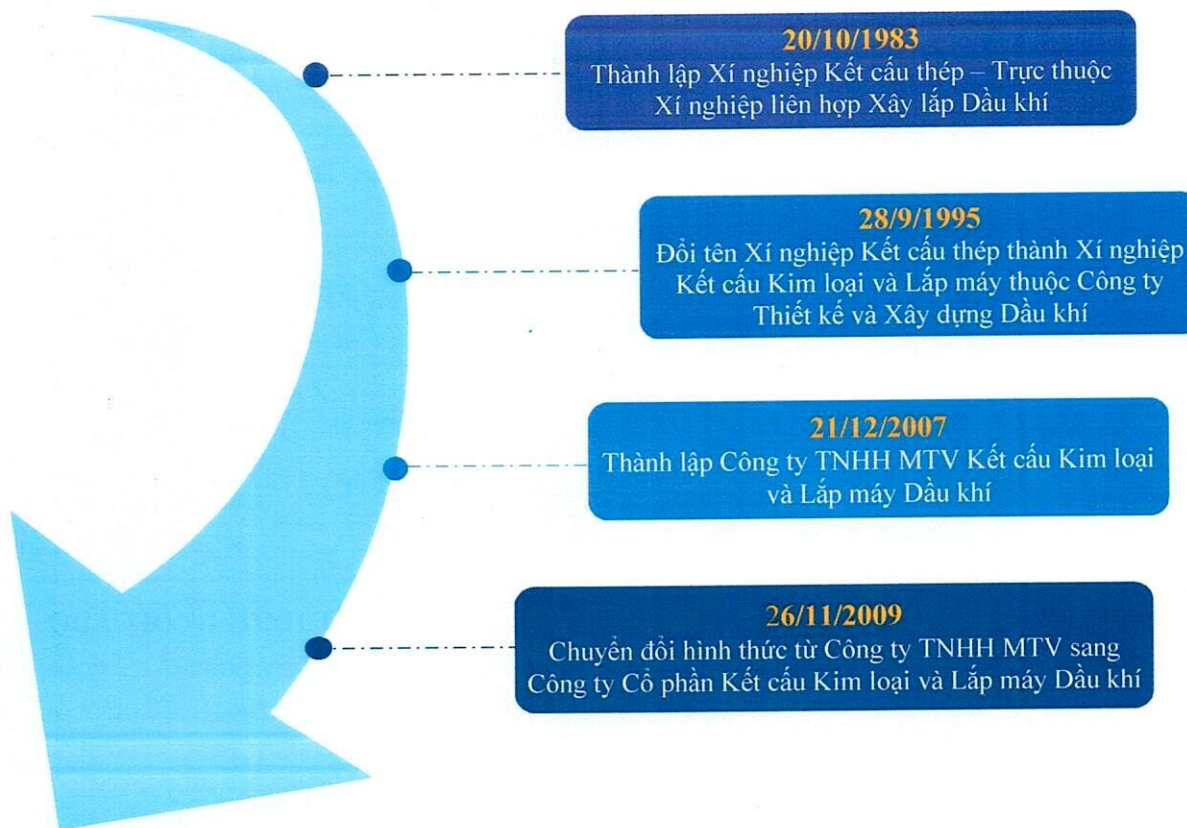 20/10/1983
Thành lập Xí nghiệp Kết cấu thép – Trực thuộc
Xí nghiệp liên hợp Xây lắp Dầu khí
28/9/1995
Đổi tên Xí nghiệp Kết cấu thép thành Xí nghiệp
Kết cấu Kim loại và Lắp máy thuộc Công ty
Thiết kế và Xây dựng Dầu khí
21/12/2007
Thành lập Công ty TNHH MTV Kết cấu Kim loại
và Lắp máy Dầu khí
26/11/2009
Chuyển đổi hình thức từ Công ty TNHH MTV sang
Công ty Cổ phần Kết cấu Kim loại và Lắp máy Dầu khí